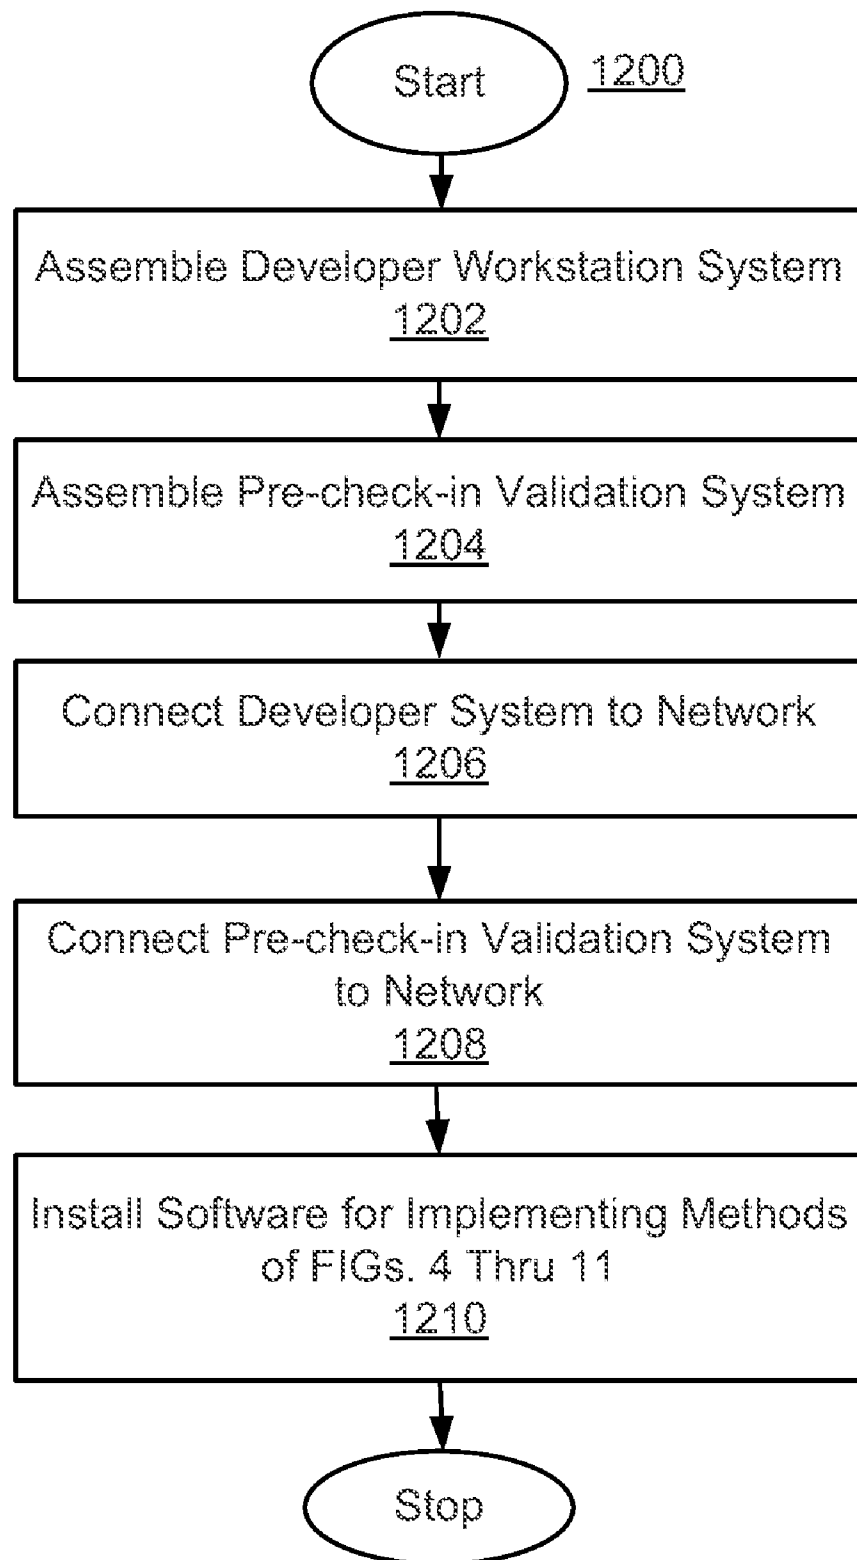 Start
1200
Assemble Developer Workstation System
1202
Assemble Pre-check-in Validation System
1204
Connect Developer System to Network
1206
Connect Pre-check-in Validation System
to Network
1208
Install Software for Implementing Methods
of FIGs. 4 Thru 11
1210
Stop